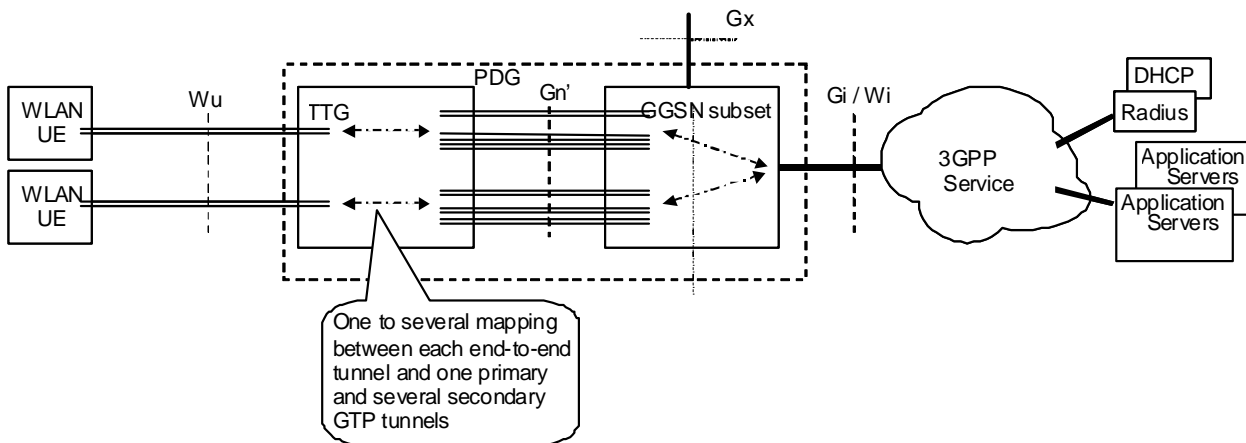 Gx
PDG
WLAN
UE
Wu
TTG
Gn'
GGSN subset
Gi / Wi
DHCP
Radius
3GPP
Service
Application
Servers
Application
Servers
WLAN
UE
One to several mapping
between each end-to-end
tunnel and one primary
and several secondary
GTP tunnels